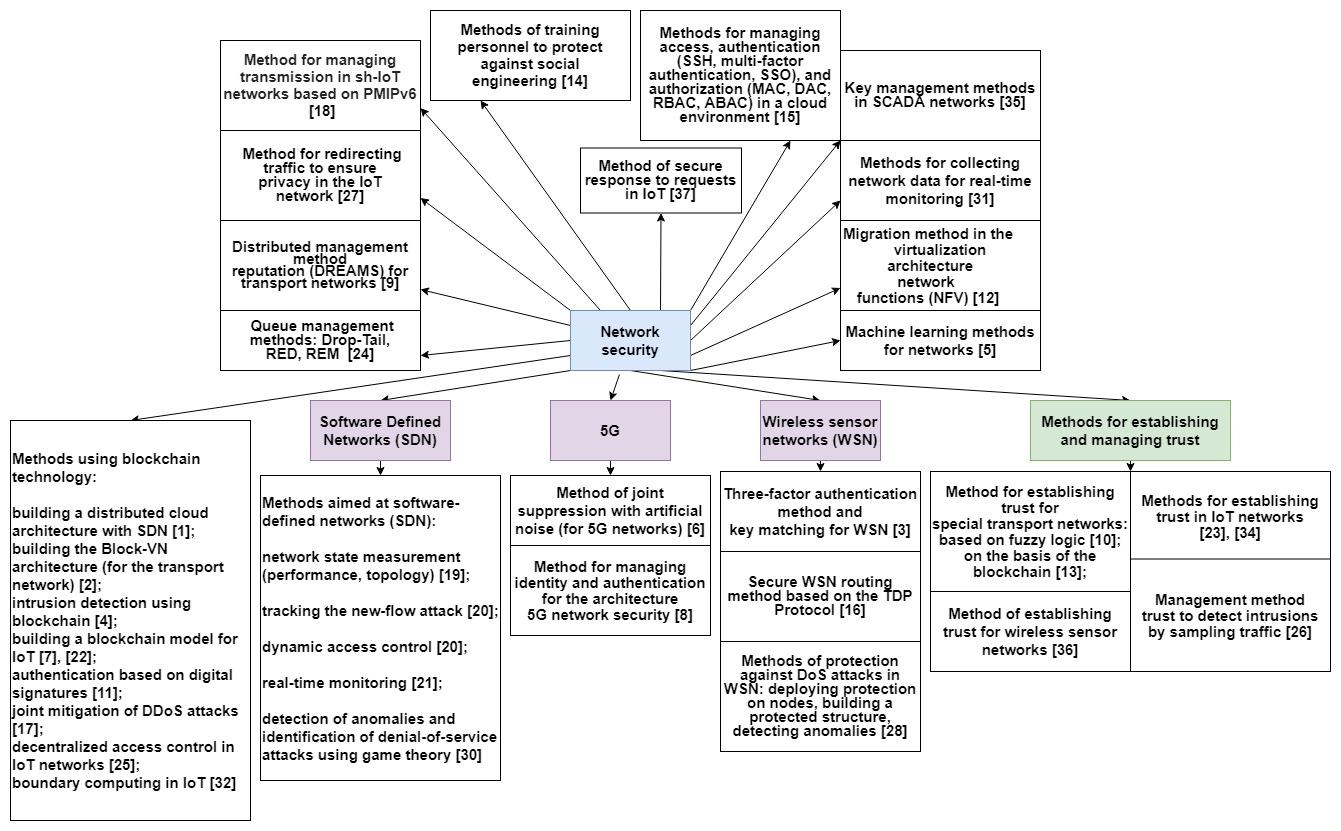 Methods of training
personnel to protect
against social
engineering [14]
Methods for managing
access, authentication
(SSH, multi-factor
authentication, SSO), and
authorization (MAC, DAC,
RBAC, ABAC) in a cloud
environment [15]
Method for managing
transmission in sh-IoT
networks based on PMIPv6
[18]
Method for redirecting
traffic to ensure
privacy in the IoT
network [27]
Distributed management
method
reputation (DREAMS) for
transport networks [9]
Queue management
methods: Drop-Tail,
RED, REM [24]
Method of secure
response to requests
in IoT [37]
Key management methods
in SCADA networks [35]
Methods for collecting
network data for real-time
monitoring [31]
Migration method in the
virtualization
architecture
network
functions (NFV) [12]
Machine learning methods
for networks [5]
Network
security
Methods using blockchain
technology:
building a distributed cloud
architecture with SDN [1];
building the Block-VN
architecture (for the transport
network) [2];
intrusion detection using
blockchain [4];
building a blockchain model for
IoT [7], [22];
authentication based on digital
signatures [11];
joint mitigation of DDoS attacks
[17];
decentralized access control in
IoT networks [25];
boundary computing in IoT [32]
Software Defined
Networks (SDN)
Methods aimed at software-
defined networks (SDN):
network state measurement
(performance, topology) [19];
tracking the new-flow attack [20];
dynamic access control [20];
real-time monitoring [21];
detection of anomalies and
identification of denial-of-service
attacks using game theory [30]
5G
Method of joint
suppression with artificial
noise (for 5G networks) [6]
Method for managing
identity and authentication
for the architecture
5G network security [8]
Wireless sensor
networks (WSN)
Three-factor authentication
method and
key matching for WSN [3]
Secure WSN routing
method based on the TDP
Protocol [16]
Methods of protection
against DoS attacks in
WSN: deploying protection
on nodes, building a
protected structure,
detecting anomalies [28]
Methods for establishing
and managing trust
Method for establishing
trust for
special transport networks:
based on fuzzy logic [10];
on the basis of the
blockchain [13];
Method of establishing
trust for wireless sensor
networks [36]
Methods for establishing
trust in IoT networks
[23], [34]
Management method
trust to detect intrusions
by sampling traffic [26]